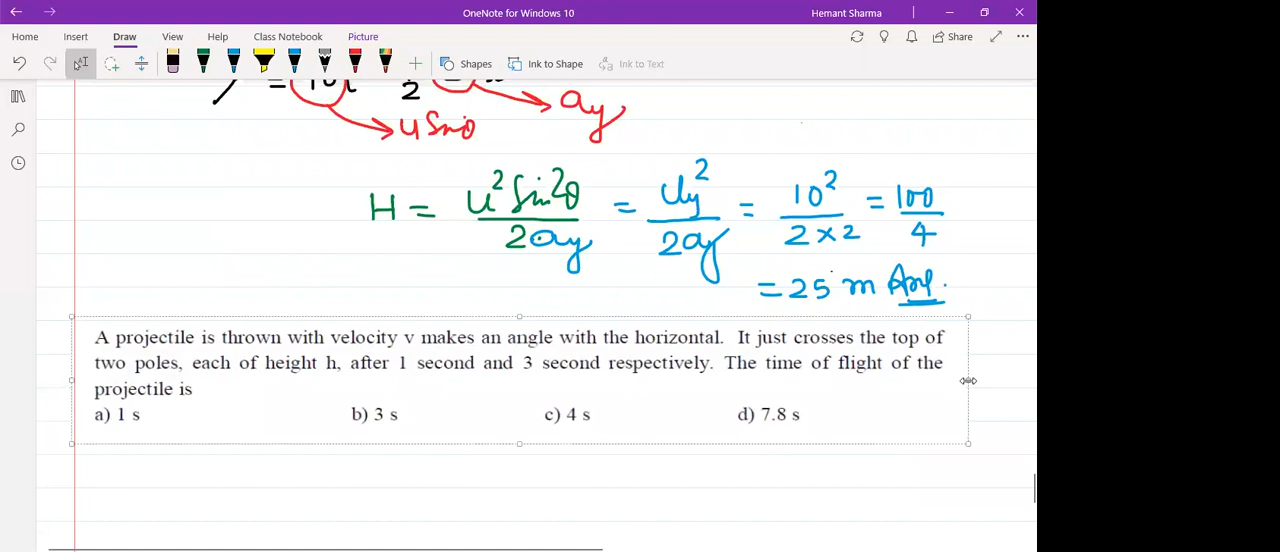 OneNote for Windows 10
Hemant Sharma
Home Insert Draw View Help Class Notebook Picture Share
Shapes Ink to Shape Ink to Text
= 10t
2
ay
u Sinθ
H = u² Sin²θ / 2ay = Uy² / 2ay = 10² / 2 × 2 = 100 / 4
= 25 m Ans.
A projectile is thrown with velocity v makes an angle with the horizontal. It just crosses the top of
two poles, each of height h, after 1 second and 3 second respectively. The time of flight of the
projectile is
a) 1 s b) 3 s c) 4 s d) 7.8 s